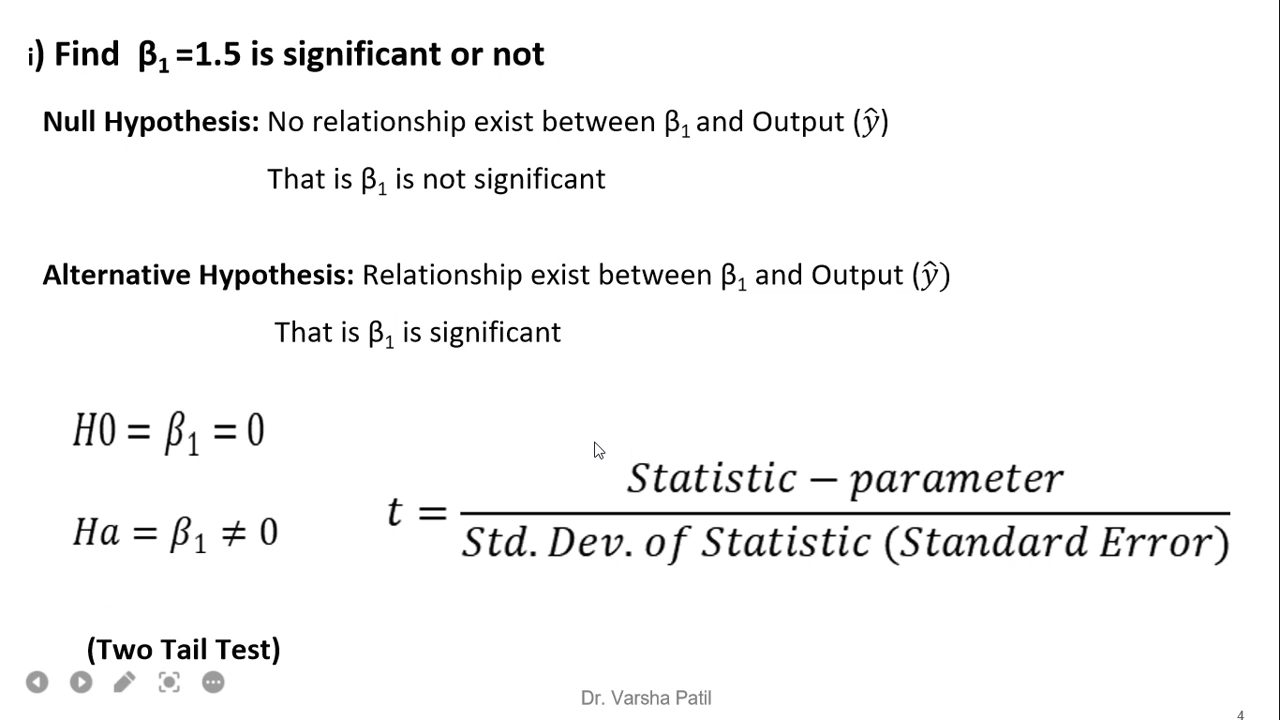 i) Find β₁ =1.5 is significant or not
Null Hypothesis: No relationship exist between β₁ and Output (ŷ)
That is β₁ is not significant
Alternative Hypothesis: Relationship exist between β₁ and Output (ŷ)
That is β₁ is significant
H0 = β₁ = 0
Ha = β₁ ≠ 0
t = Statistic − parameter
Std. Dev. of Statistic (Standard Error)
(Two Tail Test)
Dr. Varsha Patil
4